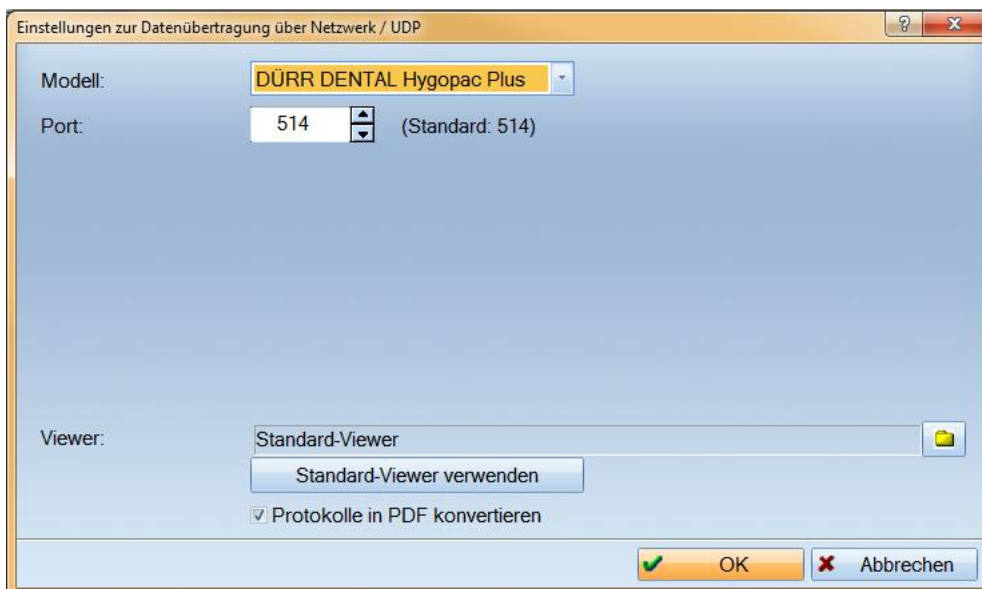 Einstellungen zur Datenübertragung über Netzwerk / UDP
Modell: DÜRR DENTAL Hygopac Plus
Port: 514 (Standard: 514)
Viewer: Standard-Viewer
Standard-Viewer verwenden
Protokolle in PDF konvertieren
OK Abbrechen